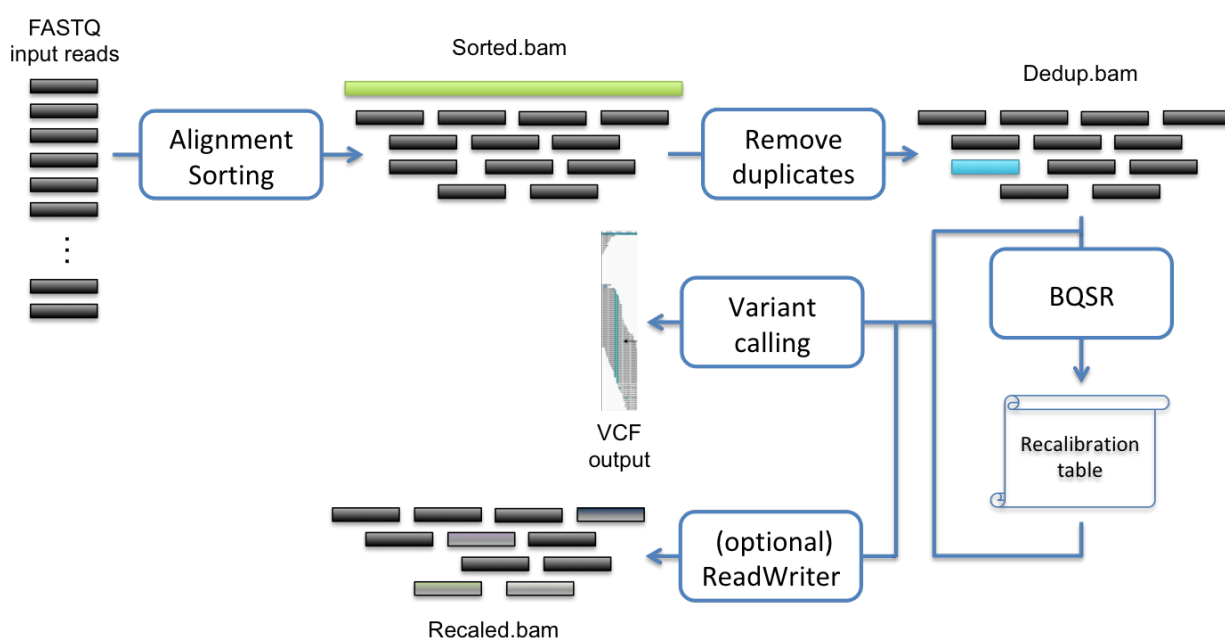 FASTQ
input reads
Sorted.bam
Dedup.bam
Alignment
Sorting
Remove
duplicates
BQSR
Variant
calling
Recalibration
table
VCF
output
(optional)
ReadWriter
Recaled.bam